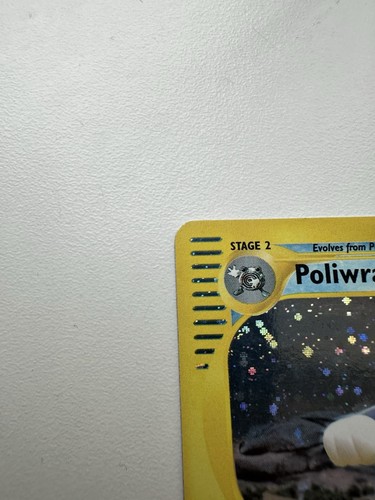 STAGE 2
Evolves from P
Poliwra